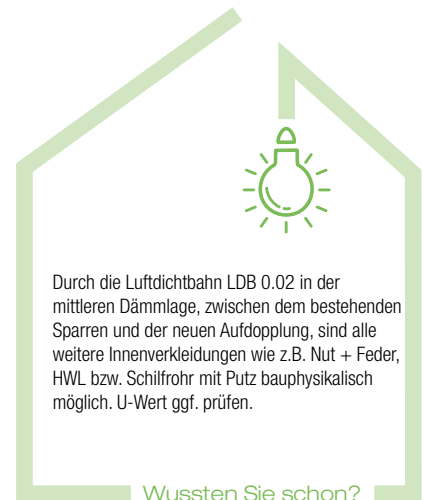 Durch die Luftdichtbahn LDB 0.02 in der
mittleren Dämmlage, zwischen dem bestehenden
Sparren und der neuen Aufdopplung, sind alle
weitere Innenverkleidungen wie z.B. Nut + Feder,
HWL bzw. Schilfrohr mit Putz bauphysikalisch
möglich. U-Wert ggf. prüfen.
Wussten Sie schon?